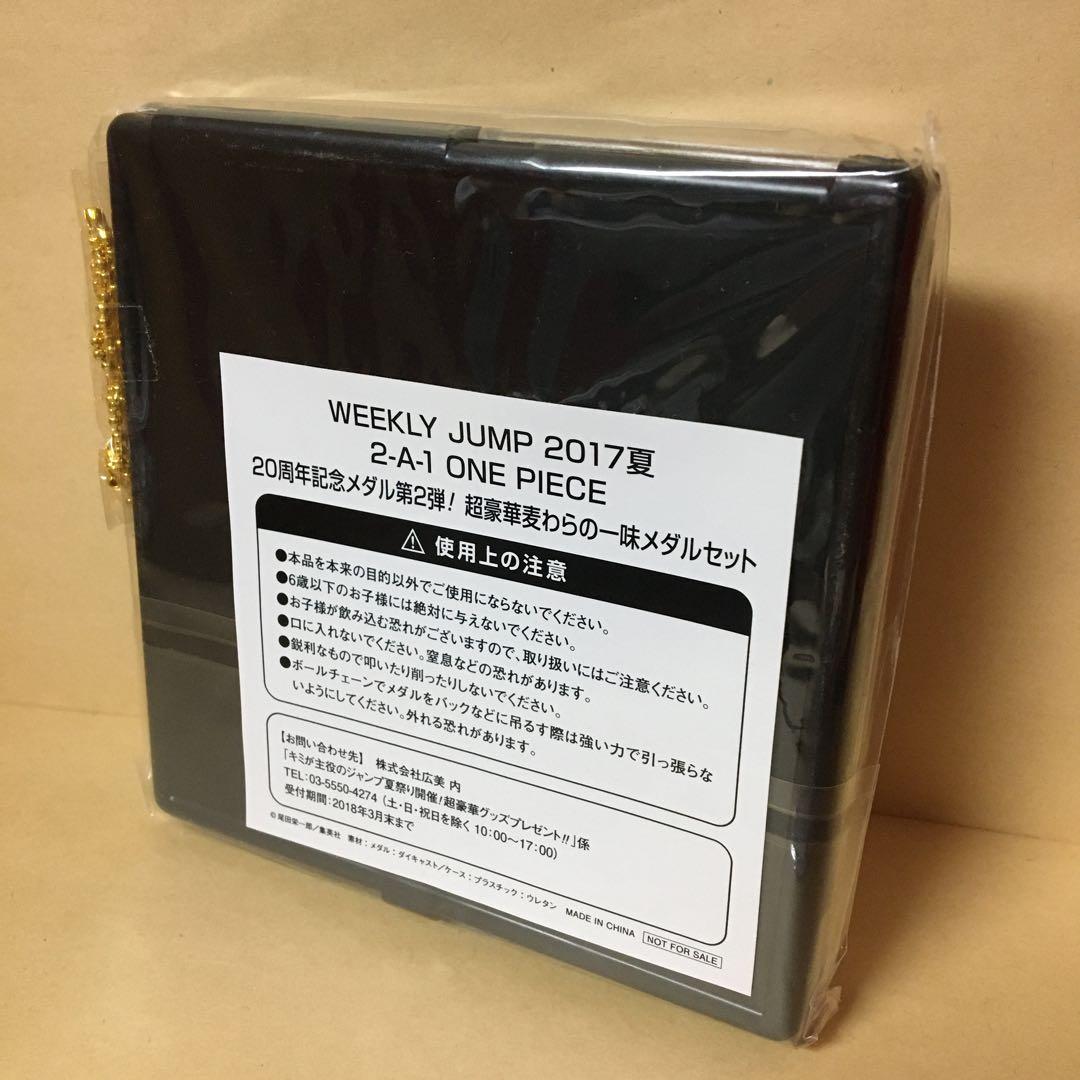 WEEKLY JUMP 2017夏
2-A-1 ONE PIECE
20周年記念メダル第2弾！超豪華麦わらの一味メダルセット
⚠ 使用上の注意
●本品を本来の目的以外でご使用にならないでください。
●6歳以下のお子様には絶対に与えないでください。
●お子様が飲み込む恐れがございますので、取り扱いにはご注意ください。
●口に入れないでください。窒息などの恐れがあります。
●鋭利なもので叩いたり削ったりしないでください。
●ボールチェーンでメダルをバックなどに吊るす際は強い力で引っ張らな
いようにしてください。外れる恐れがあります。
【お問い合わせ先】 株式会社広美 内
「キミが主役のジャンプ夏祭り開催！超豪華グッズプレゼント!!」係
TEL：03-5550-4274（土・日・祝日を除く 10：00〜17：00）
受付期間：2018年3月末まで
©尾田栄一郎／集英社 素材：メダル：ダイキャスト／ケース：プラスチック：ウレタン MADE IN CHINA NOT FOR SALE